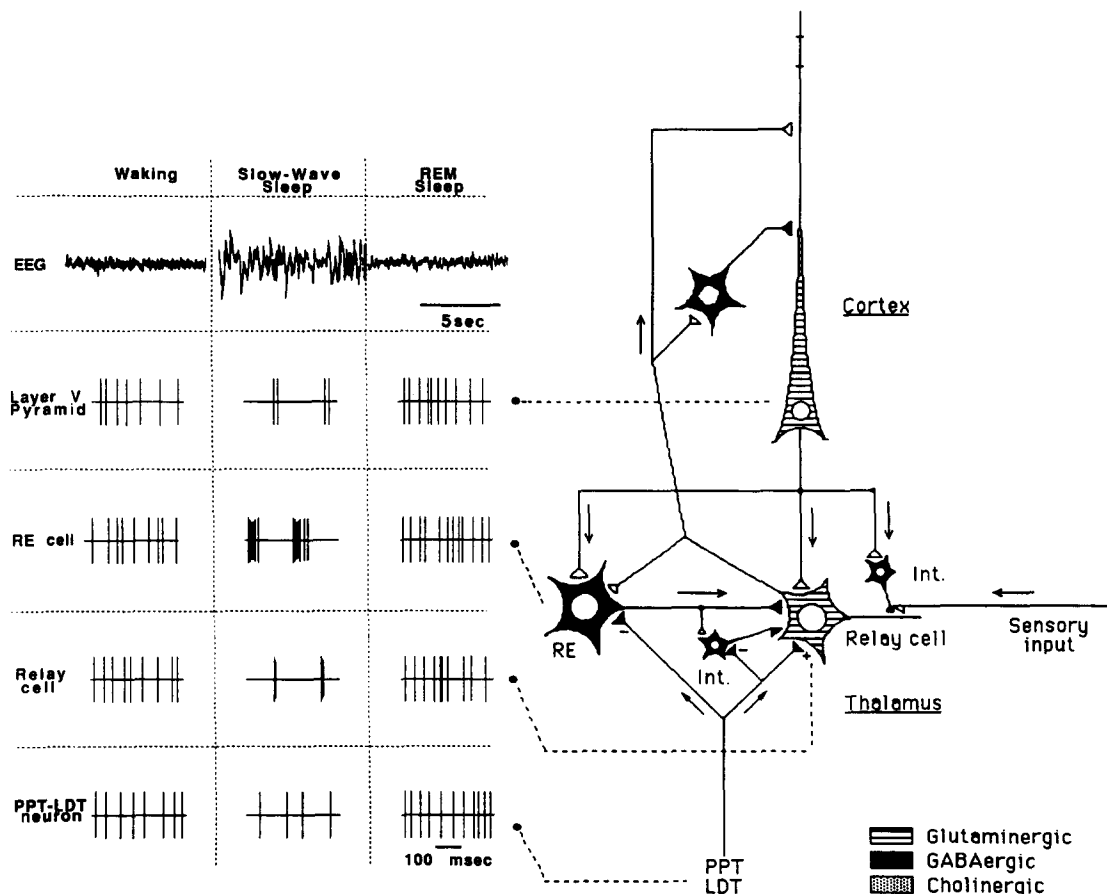 Waking
Slow-Wave
Sleep
REM
Sleep
EEG
5sec
Layer V
Pyramid
RE cell
Relay
cell
PPT-LDT
neuron
100 msec
Cortex
RE
-
Int.
-
+
Int.
Relay cell
Sensory
input
Thalamus
PPT
LDT
Glutaminergic
GABAergic
Cholinergic